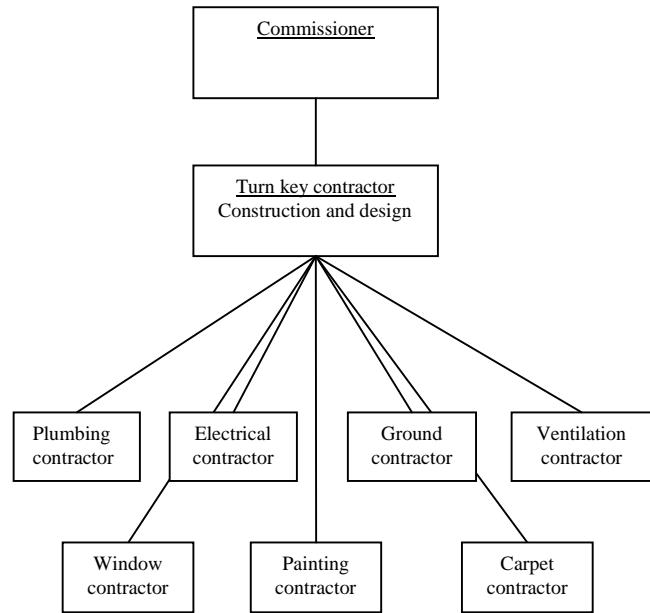 Commissioner
Turn key contractor
Construction and design
Plumbing
contractor
Electrical
contractor
Ground
contractor
Ventilation
contractor
Window
contractor
Painting
contractor
Carpet
contractor